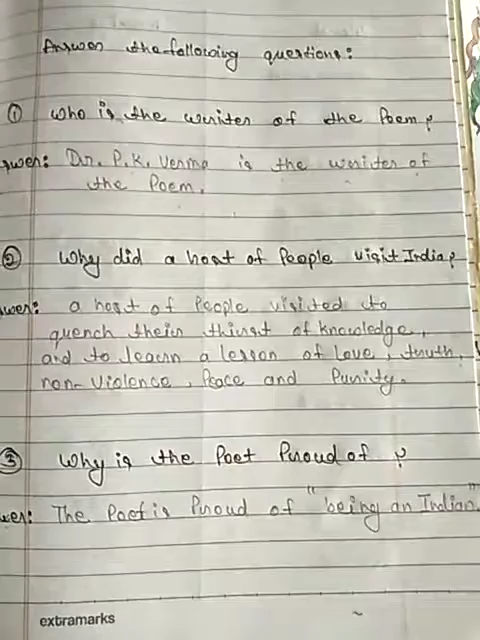 Answer the following questions:
① Who is the writer of the Poem?
swer: Dr. P.K. Verma is the writer of
the Poem.
② Why did a host of People visit India?
wer: a host of People visited to
quench their thirst of knowledge,
and to learn a lesson of Love, truth,
non-violence, Peace and Purity.
③ Why is the Poet Proud of ?
wer: The Poet is Proud of "being an Indian"
extramarks